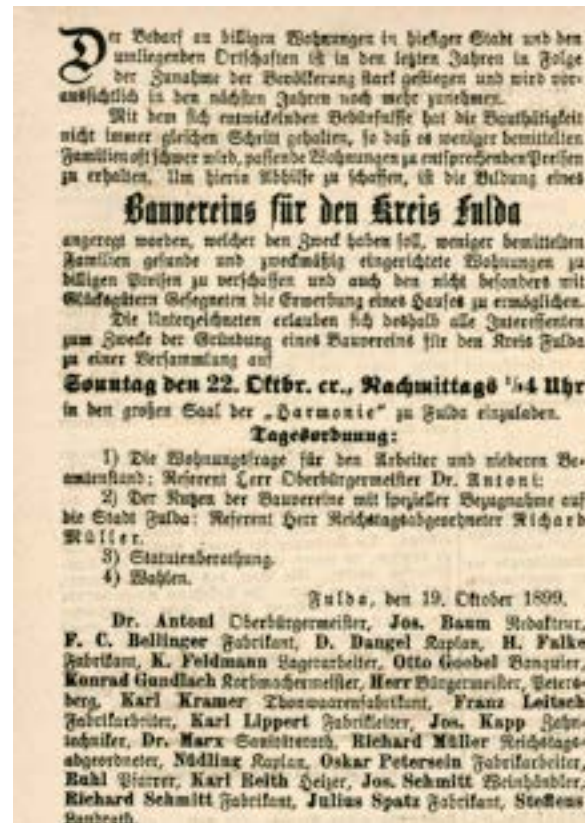 Der Bedarf an billigen Wohnungen in hiesiger Stadt und den
umliegenden Ortschaften ist in den letzten Jahren in Folge
der Zunahme der Bevölkerung stark gestiegen und wird vor-
aussichtlich in den nächsten Jahren noch mehr zunehmen.
Mit dem sich entwickelnden Bedürfnisse hat die Bauthätigkeit
nicht immer gleichen Schritt gehalten, so daß es weniger bemittelten
Familien oft schwer wird, passende Wohnungen zu entsprechenden Preisen
zu erhalten. Um hierin Abhilfe zu schaffen, ist die Bildung eines
Bauvereins für den Kreis Fulda
angeregt worden, welcher den Zweck haben soll, weniger bemittelten
Familien gesunde und zweckmäßig eingerichtete Wohnungen zu
billigen Preisen zu verschaffen und auch den nicht besonders mit
Glücksgütern Gesegneten die Erwerbung eines Hauses zu ermöglichen.
Die Unterzeichneten erlauben sich deshalb alle Interessenten
zum Zwecke der Gründung eines Bauvereins für den Kreis Fulda
zu einer Versammlung auf
Sonntag den 22. Oktbr. cr., Nachmittags ½4 Uhr
in den großen Saal der „Harmonie" zu Fulda einzuladen.
Tagesordnung:
1) Die Wohnungsfrage für den Arbeiter und niederen Be-
amtenstand: Referent Herr Oberbürgermeister Dr. Antoni:
2) Der Nutzen der Bauvereine mit spezieller Bezugnahme auf
die Stadt Fulda: Referent Herr Reichstagsabgeordneter Richard
Müller.
3) Statutenberathung.
4) Wahlen.
Fulda, den 19. Oktober 1899.
Dr. Antoni Oberbürgermeister, Jos. Baum Redakteur,
F. C. Bellinger Fabrikant, D. Dangel Kaplan, H. Falke
Fabrikant, K. Feldmann Lagerarbeiter, Otto Goebel Banquier,
Konrad Gundlach Korbmachermeister, Herr Bürgermeister, Peters-
berg, Karl Kramer Thonwaarenfabrikant, Franz Leitsch
Fabrikarbeiter, Karl Lippert Fabrikleiter, Jos. Kapp Zahn-
techniker, Dr. Marx Sanitätsrath, Richard Müller Reichstags-
abgeordneter, Nüdling Kaplan, Oskar Petersein Fabrikarbeiter,
Ruhl Pfarrer, Karl Reith Heizer, Jos. Schmitt Weinhändler,
Richard Schmitt Fabrikant, Julius Spatz Fabrikant, Steffens
Landrath.